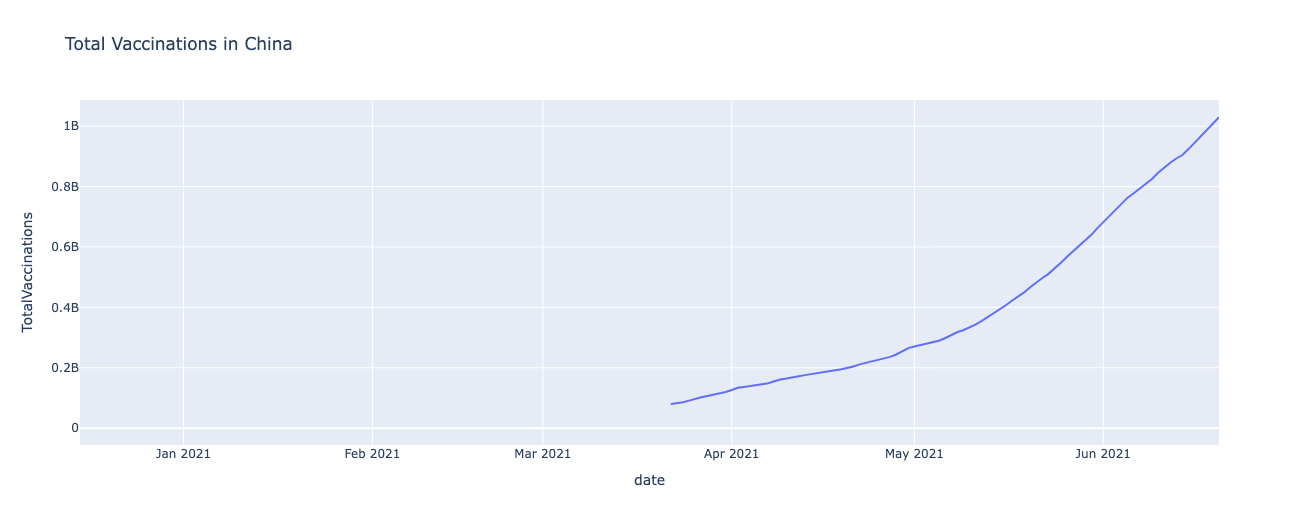 Total Vaccinations in China
1B
0.8B
0.6B
0.4B
0.2B
0
TotalVaccinations
Jan 2021
Feb 2021
Mar 2021
Apr 2021
May 2021
Jun 2021
date